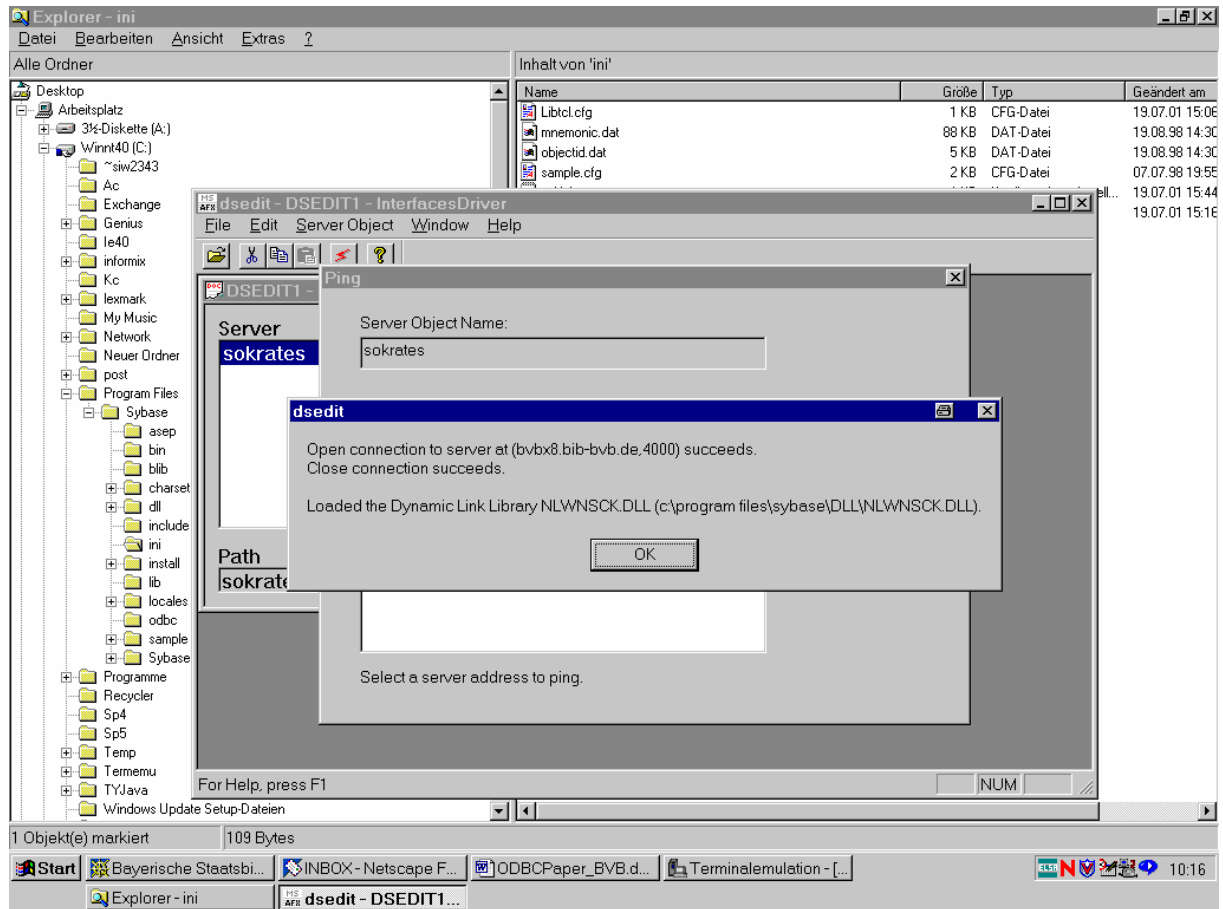 Explorer - ini
Datei Bearbeiten Ansicht Extras ?
Alle Ordner
Inhalt von 'ini'
Desktop
Arbeitsplatz
3½-Diskette (A:)
Winnt40 (C:)
~siw2343
Ac
Exchange
Genius
Ie40
informix
Kc
lexmark
My Music
Network
Neuer Ordner
post
Program Files
Sybase
asep
bin
blib
charset
dll
include
ini
install
lib
locales
odbc
sample
Sybase
Programme
Recycler
Sp4
Sp5
Temp
Termemu
TYJava
Windows Update Setup-Dateien
Name Größe Typ Geändert am
Libtcl.cfg 1 KB CFG-Datei 19.07.01 15:06
mnemonic.dat 88 KB DAT-Datei 19.08.98 14:30
objectid.dat 5 KB DAT-Datei 19.08.98 14:30
sample.cfg 2 KB CFG-Datei 07.07.98 19:55
19.07.01 15:44
19.07.01 15:16
dsedit - DSEDIT1 - InterfacesDriver
File Edit Server Object Window Help
DSEDIT1 -
Server
sokrates
Path
Ping
Server Object Name:
sokrates
dsedit
Open connection to server at (bvbx8.bib-bvb.de,4000) succeeds.
Close connection succeeds.
Loaded the Dynamic Link Library NLWNSCK.DLL (c:\program files\sybase\DLL\NLWNSCK.DLL).
OK
Select a server address to ping.
For Help, press F1
NUM
1 Objekt(e) markiert 109 Bytes
Start Bayerische Staatsbi... INBOX - Netscape F... ODBCPaper_BVB.d... Terminalemulation - [... 10:16
Explorer - ini dsedit - DSEDIT1...